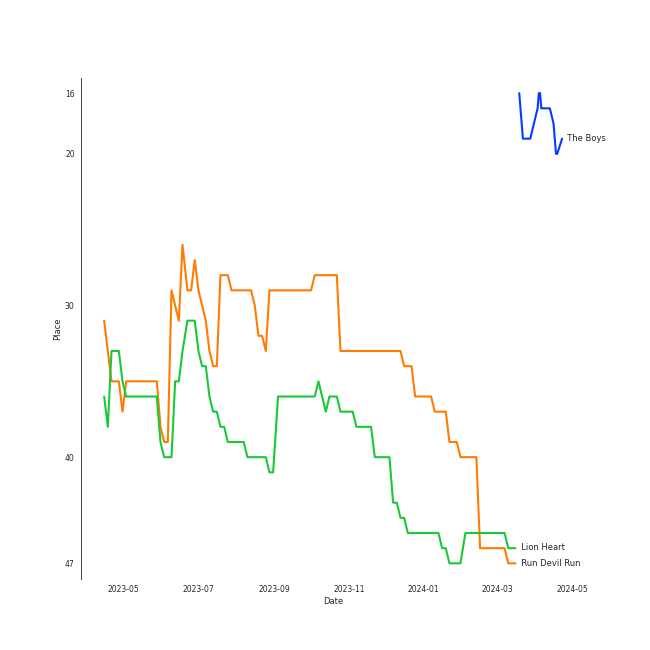 16
The Boys
20
30
Place
40
Lion Heart
47
Run Devil Run
2023-05
2023-07
2023-09
2023-11
2024-01
2024-03
2024-05
Date